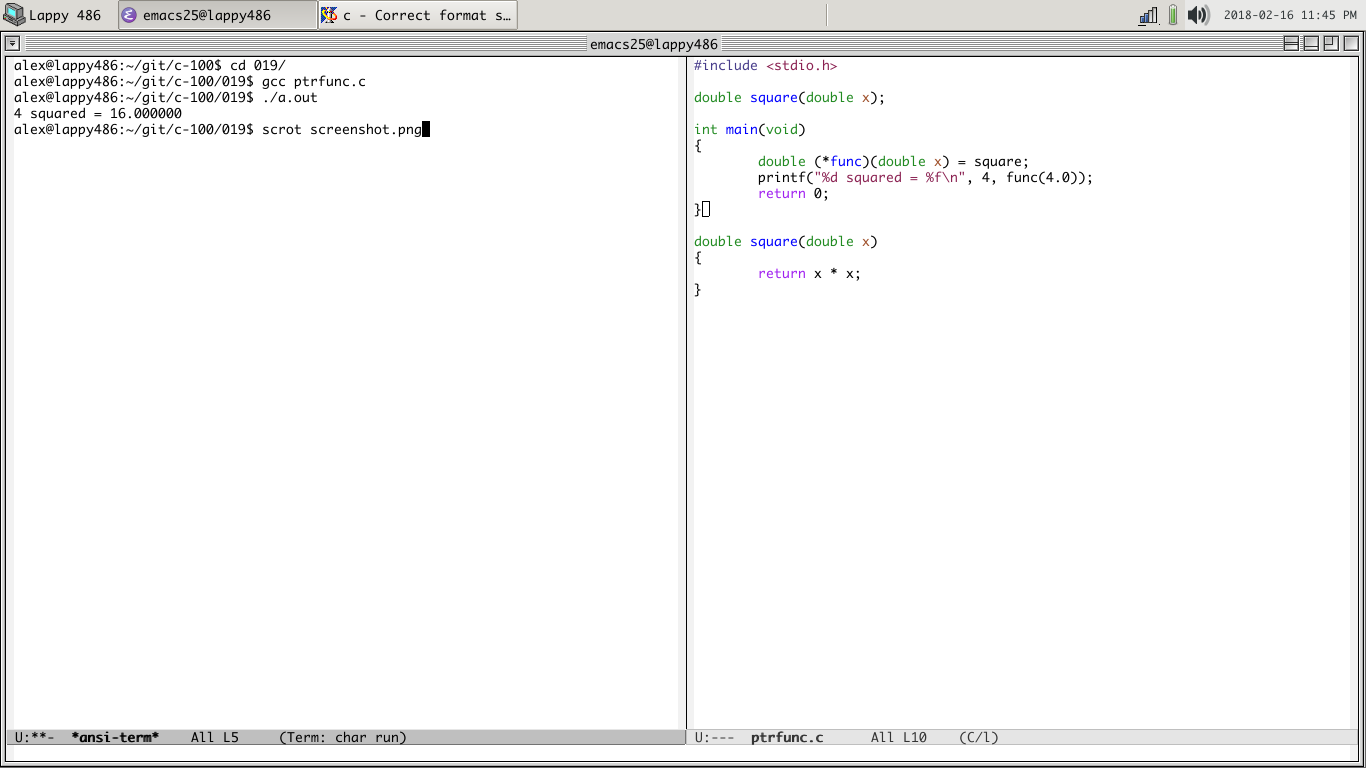 Lappy 486
emacs25@lappy486
c - Correct format s…
2018-02-16 11:45 PM
emacs25@lappy486
alex@lappy486:~/git/c-100$ cd 019/
alex@lappy486:~/git/c-100/019$ gcc ptrfunc.c
alex@lappy486:~/git/c-100/019$ ./a.out
4 squared = 16.000000
alex@lappy486:~/git/c-100/019$ scrot screenshot.png
U:**-  *ansi-term*    All L5     (Term: char run)
#include <stdio.h>

double square(double x);

int main(void)
{
        double (*func)(double x) = square;
        printf("%d squared = %f\n", 4, func(4.0));
        return 0;
}

double square(double x)
{
        return x * x;
}
U:---  ptrfunc.c      All L10    (C/l)